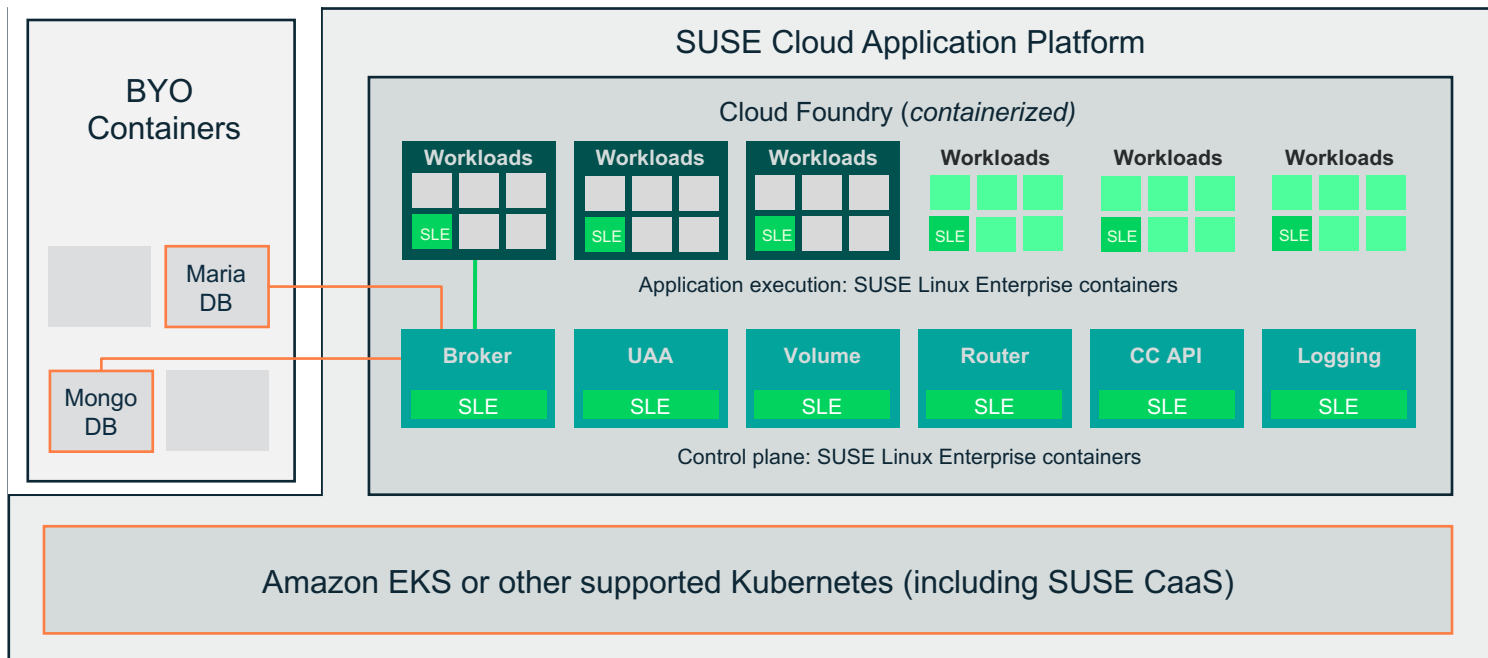 SUSE Cloud Application Platform
BYO
Containers
Cloud Foundry (containerized)
Workloads
Workloads
Workloads
Workloads
Workloads
Workloads
SLE
SLE
SLE
SLE
SLE
SLE
Application execution: SUSE Linux Enterprise containers
Maria
DB
Mongo
DB
Broker
UAA
Volume
Router
CC API
Logging
SLE
SLE
SLE
SLE
SLE
SLE
Control plane: SUSE Linux Enterprise containers
Amazon EKS or other supported Kubernetes (including SUSE CaaS)